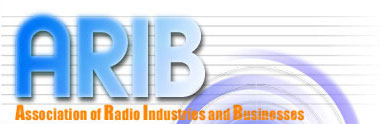 ARIB
Association of Radio Industries and Businesses